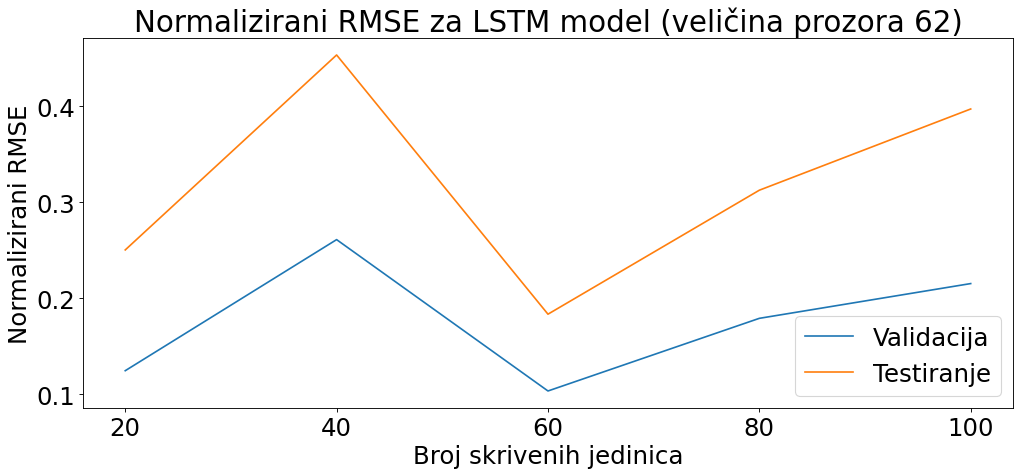 Normalizirani RMSE za LSTM model (veličina prozora 62)
Normalizirani RMSE
0.4
0.3
0.2
0.1
20 40 60 80 100
Broj skrivenih jedinica
Validacija
Testiranje